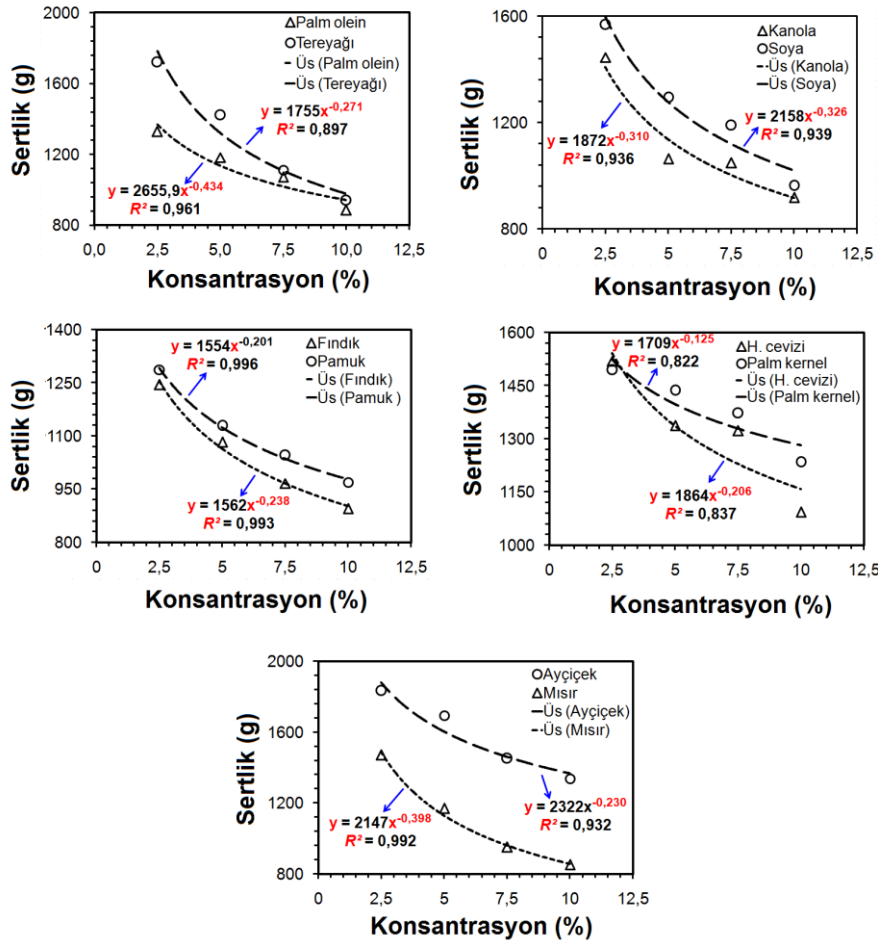 2000
1600
1200
800
Sertlik (g)
Palm olein
Tereyağı
Üs (Palm olein)
Üs (Tereyağı)
y = 1755x^-0,271
R² = 0,897
y = 2655,9x^-0,434
R² = 0,961
0,0 2,5 5,0 7,5 10,0 12,5
Konsantrasyon (%)
1600
1200
800
Sertlik (g)
Kanola
Soya
Üs (Kanola)
Üs (Soya)
y = 2158x^-0,326
R² = 0,939
y = 1872x^-0,310
R² = 0,936
0 2,5 5 7,5 10 12,5
Konsantrasyon (%)
1400
1250
1100
950
800
Sertlik (g)
y = 1554x^-0,201
R² = 0,996
Fındık
Pamuk
Üs (Fındık)
Üs (Pamuk )
y = 1562x^-0,238
R² = 0,993
0 2,5 5 7,5 10 12,5
Konsantrasyon (%)
1600
1450
1300
1150
1000
Sertlik (g)
y = 1709x^-0,125
R² = 0,822
H. cevizi
Palm kernel
Üs (H. cevizi)
Üs (Palm kernel)
y = 1864x^-0,206
R² = 0,837
0 2,5 5 7,5 10 12,5
Konsantrasyon (%)
2000
1600
1200
800
Sertlik (g)
Ayçiçek
Mısır
Üs (Ayçiçek)
Üs (Mısır)
y = 2322x^-0,230
R² = 0,932
y = 2147x^-0,398
R² = 0,992
0 2,5 5 7,5 10 12,5
Konsantrasyon (%)